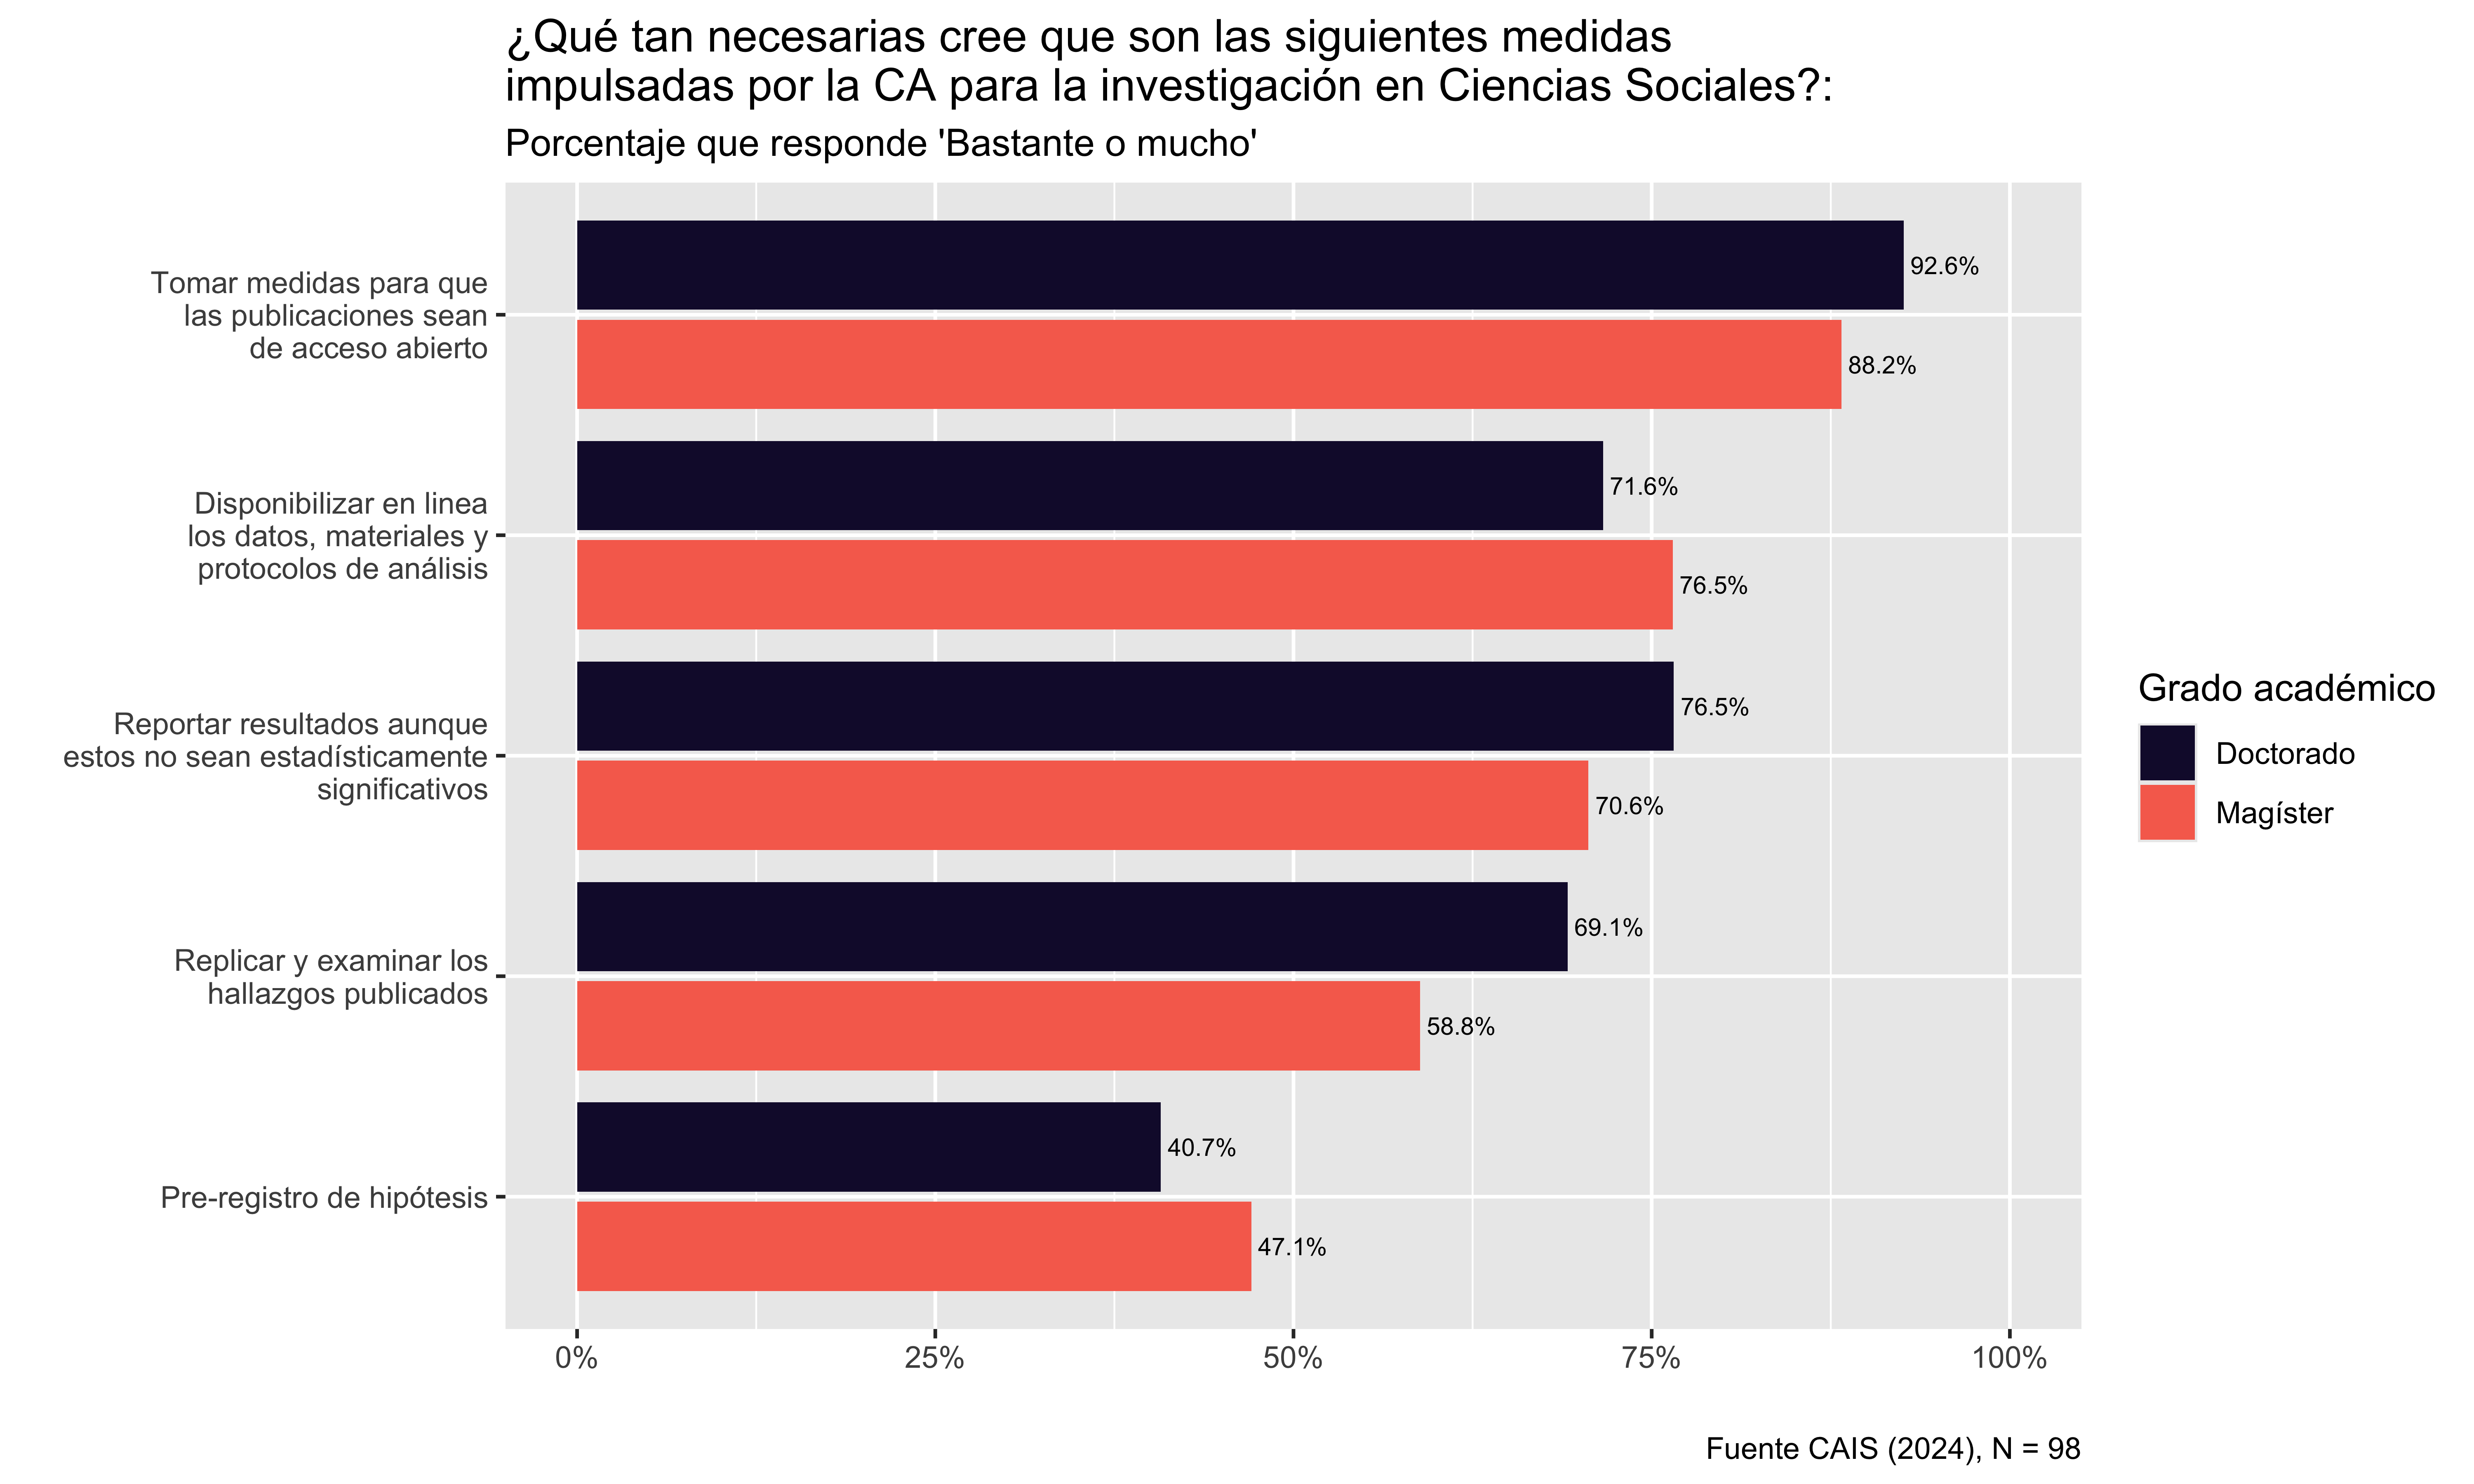 ¿Qué tan necesarias cree que son las siguientes medidas
impulsadas por la CA para la investigación en Ciencias Sociales?:
Porcentaje que responde 'Bastante o mucho'
Tomar medidas para que
las publicaciones sean
de acceso abierto
92.6%
88.2%
Disponibilizar en linea
los datos, materiales y
protocolos de análisis
71.6%
76.5%
Reportar resultados aunque
estos no sean estadísticamente
significativos
76.5%
70.6%
Replicar y examinar los
hallazgos publicados
69.1%
58.8%
Pre-registro de hipótesis
40.7%
47.1%
0%
25%
50%
75%
100%
Grado académico
Doctorado
Magíster
Fuente CAIS (2024), N = 98